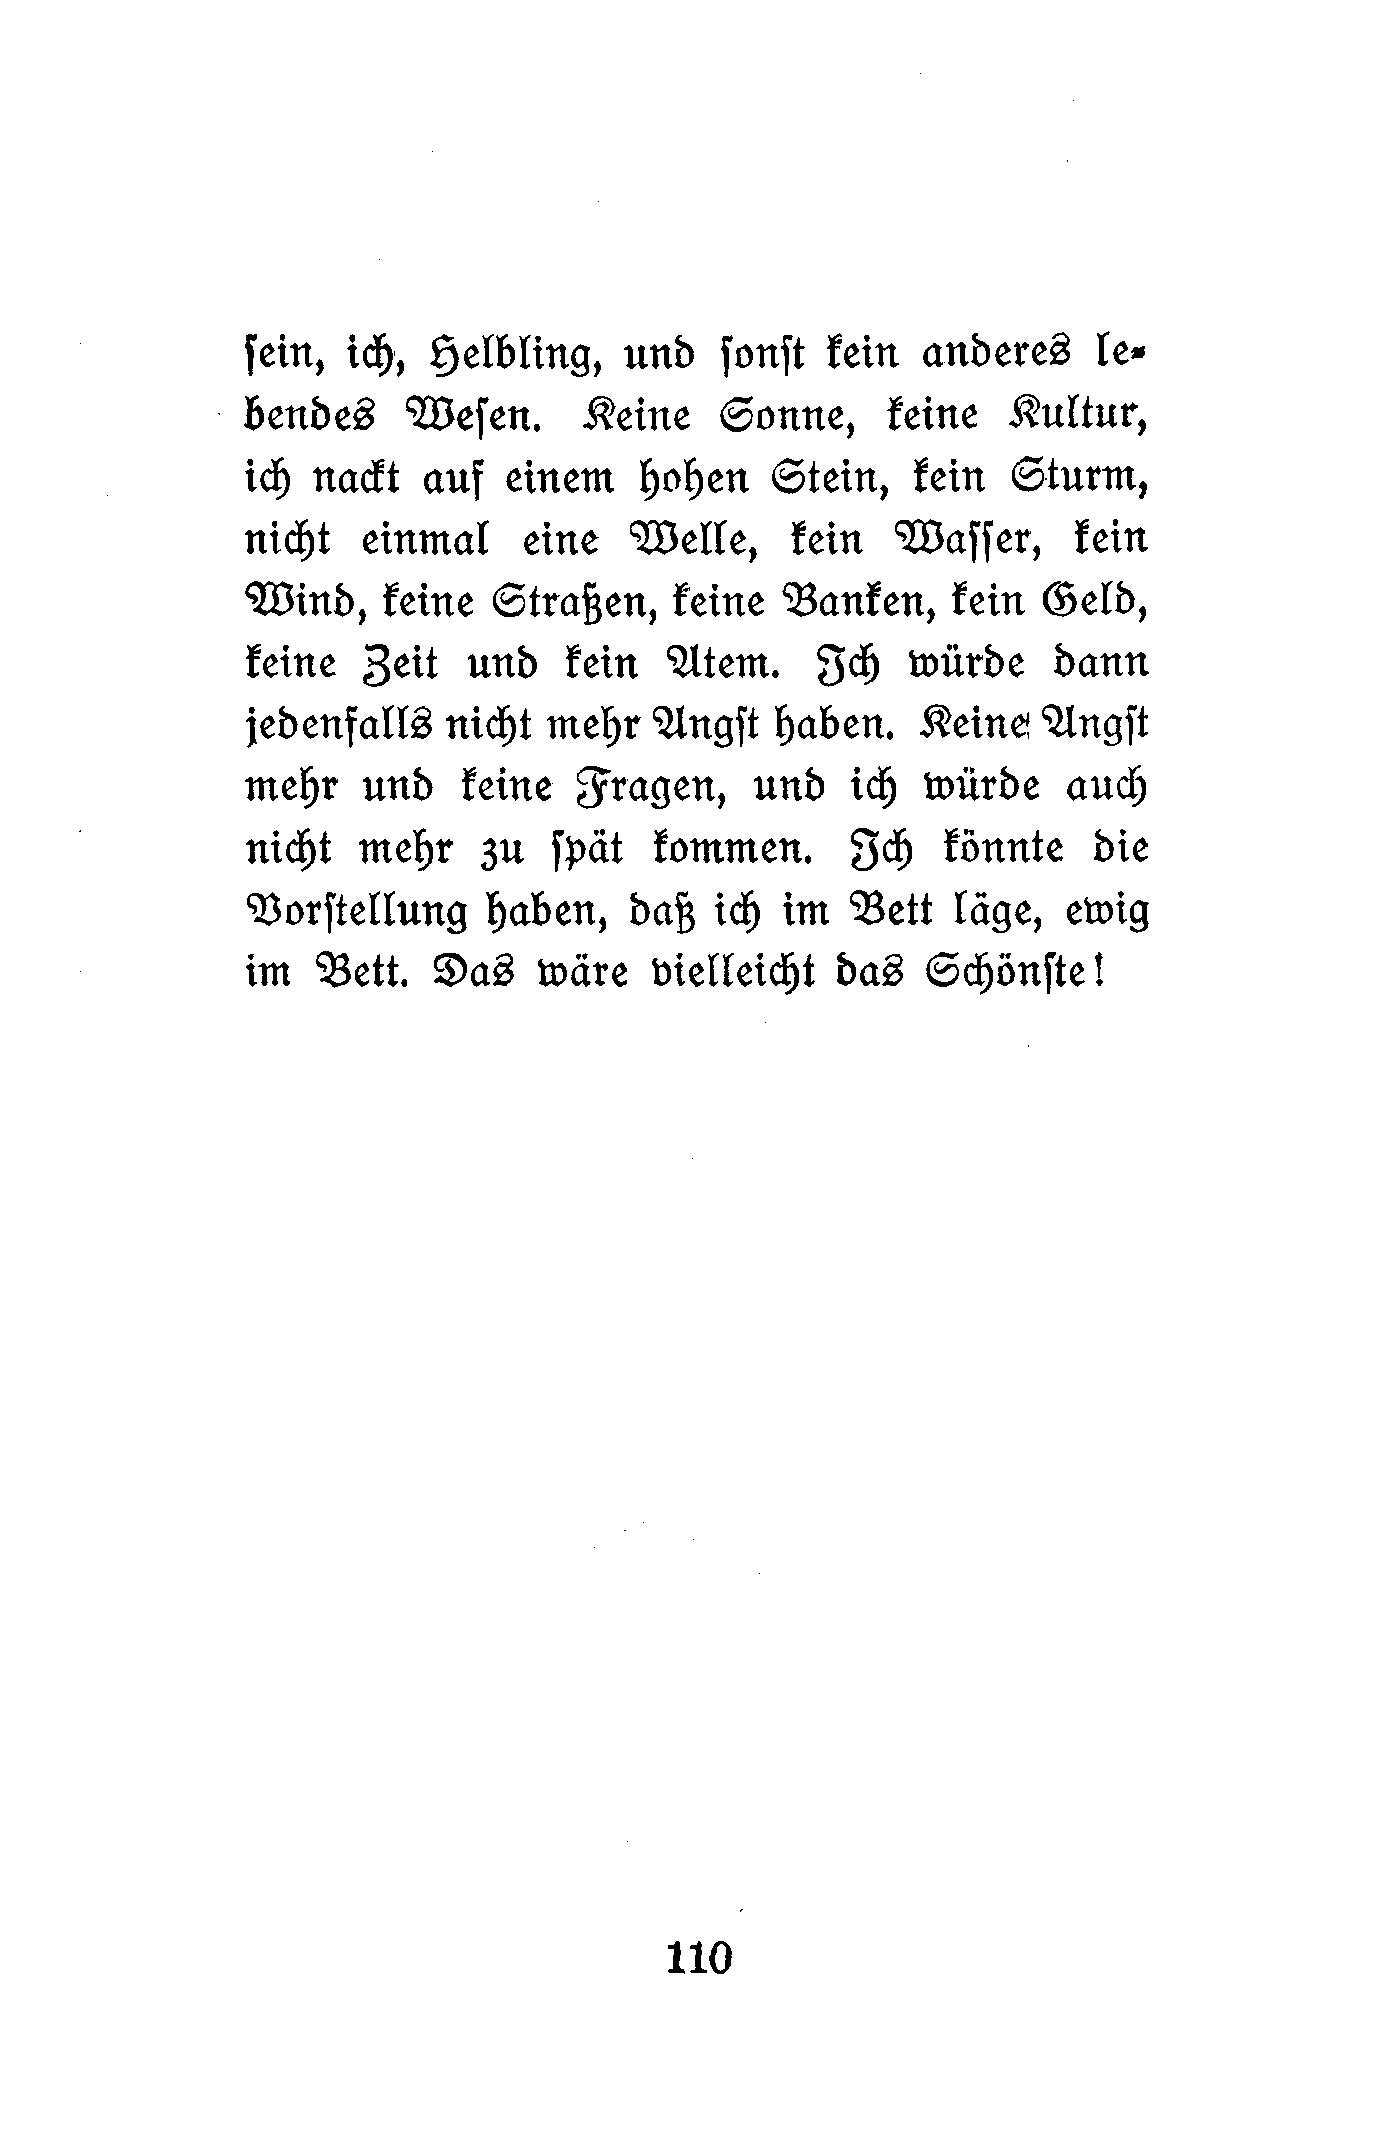 ſein, ich, Helbling, und ſonſt kein anderes le-
bendes Weſen. Keine Sonne, keine Kultur,
ich nackt auf einem hohen Stein, kein Sturm,
nicht einmal eine Welle, kein Waſſer, kein
Wind, keine Straßen, keine Banken, kein Geld,
keine Zeit und kein Atem. Ich würde dann
jedenfalls nicht mehr Angſt haben. Keine Angſt
mehr und keine Fragen, und ich würde auch
nicht mehr zu ſpät kommen. Ich könnte die
Vorſtellung haben, daß ich im Bett läge, ewig
im Bett. Das wäre vielleicht das Schönſte!
110